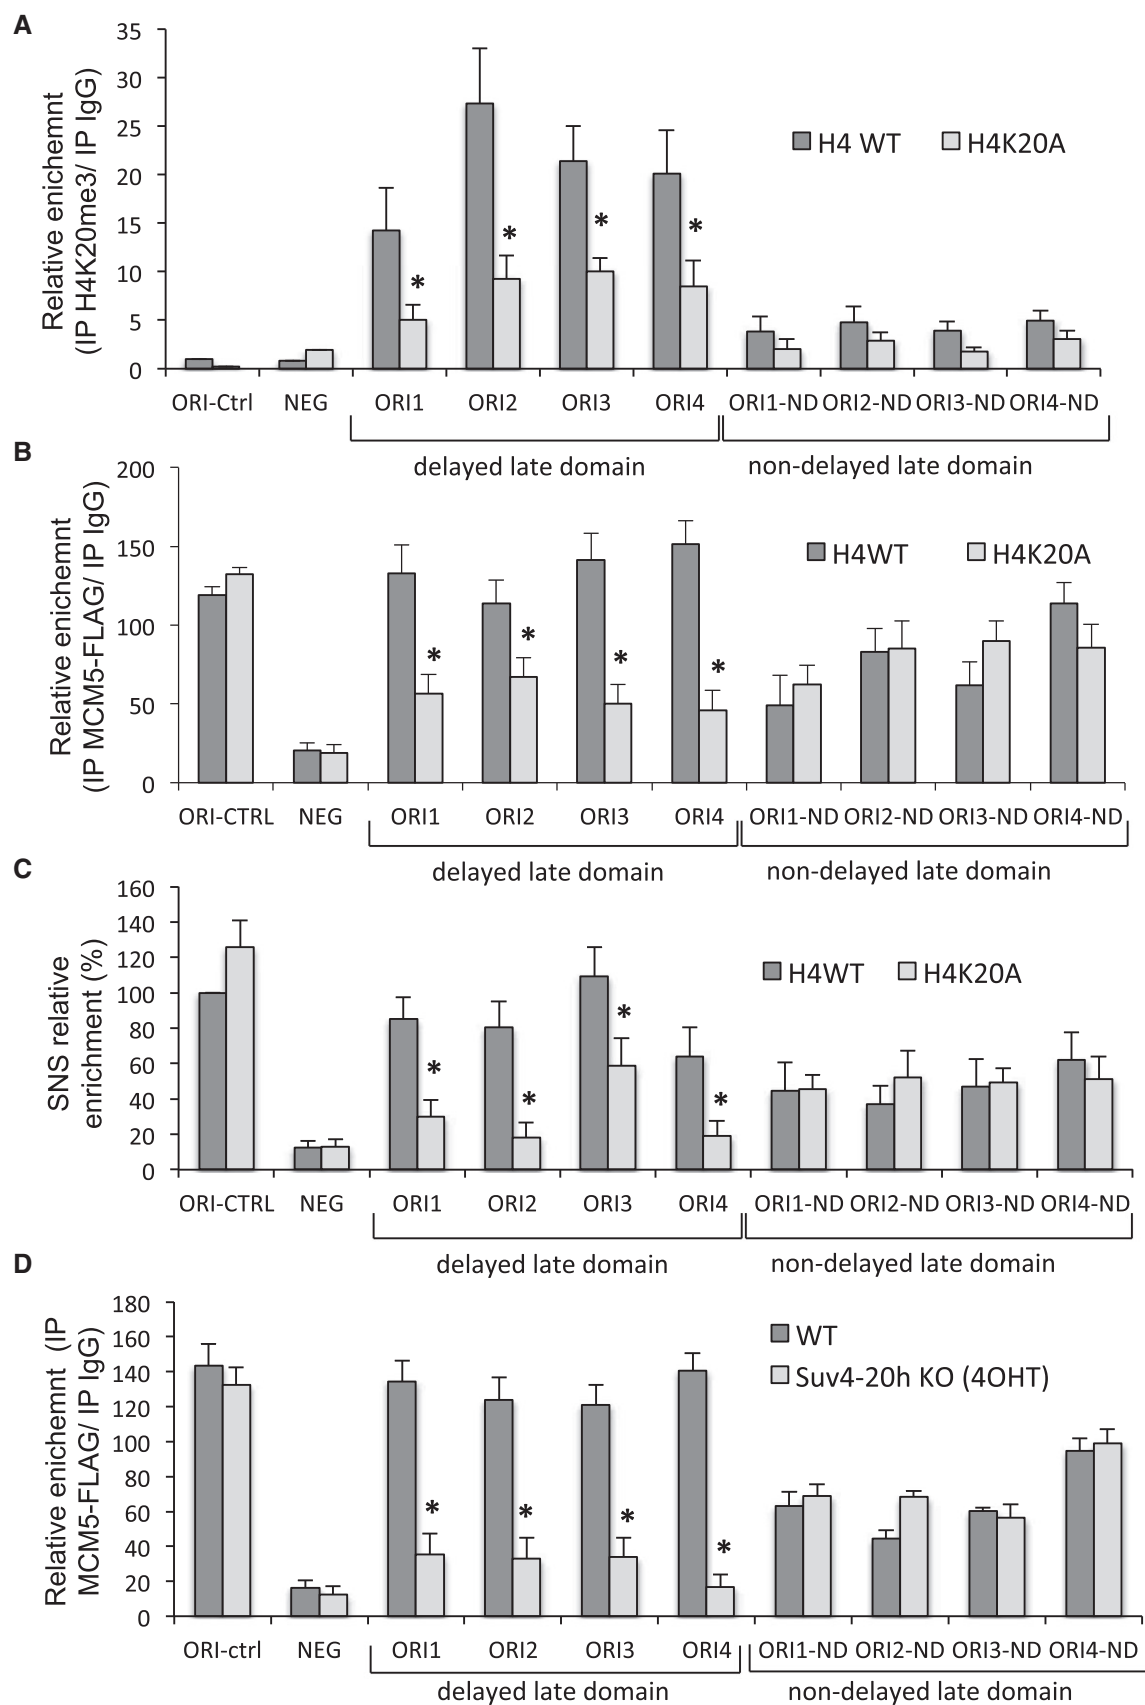 A
Relative enichemnt
(IP H4K20me3/ IP IgG)
35
30
25
20
15
10
5
0
H4 WT H4K20A
* * * *
ORI-Ctrl NEG ORI1 ORI2 ORI3 ORI4 ORI1-ND ORI2-ND ORI3-ND ORI4-ND
delayed late domain non-delayed late domain
B
Relative enichemnt
(IP MCM5-FLAG/ IP IgG)
200
150
100
50
0
H4WT H4K20A
* * * *
ORI-CTRL NEG ORI1 ORI2 ORI3 ORI4 ORI1-ND ORI2-ND ORI3-ND ORI4-ND
delayed late domain non-delayed late domain
C
SNS relative
enrichment (%)
160
140
120
100
80
60
40
20
0
H4WT H4K20A
* * * *
ORI-CTRL NEG ORI1 ORI2 ORI3 ORI4 ORI1-ND ORI2-ND ORI3-ND ORI4-ND
delayed late domain non-delayed late domain
D
Relative enichemnt (IP
MCM5-FLAG/ IP IgG)
180
160
140
120
100
80
60
40
20
0
WT
Suv4-20h KO (4OHT)
* * * *
ORI-ctrl NEG ORI1 ORI2 ORI3 ORI4 ORI1-ND ORI2-ND ORI3-ND ORI4-ND
delayed late domain non-delayed late domain